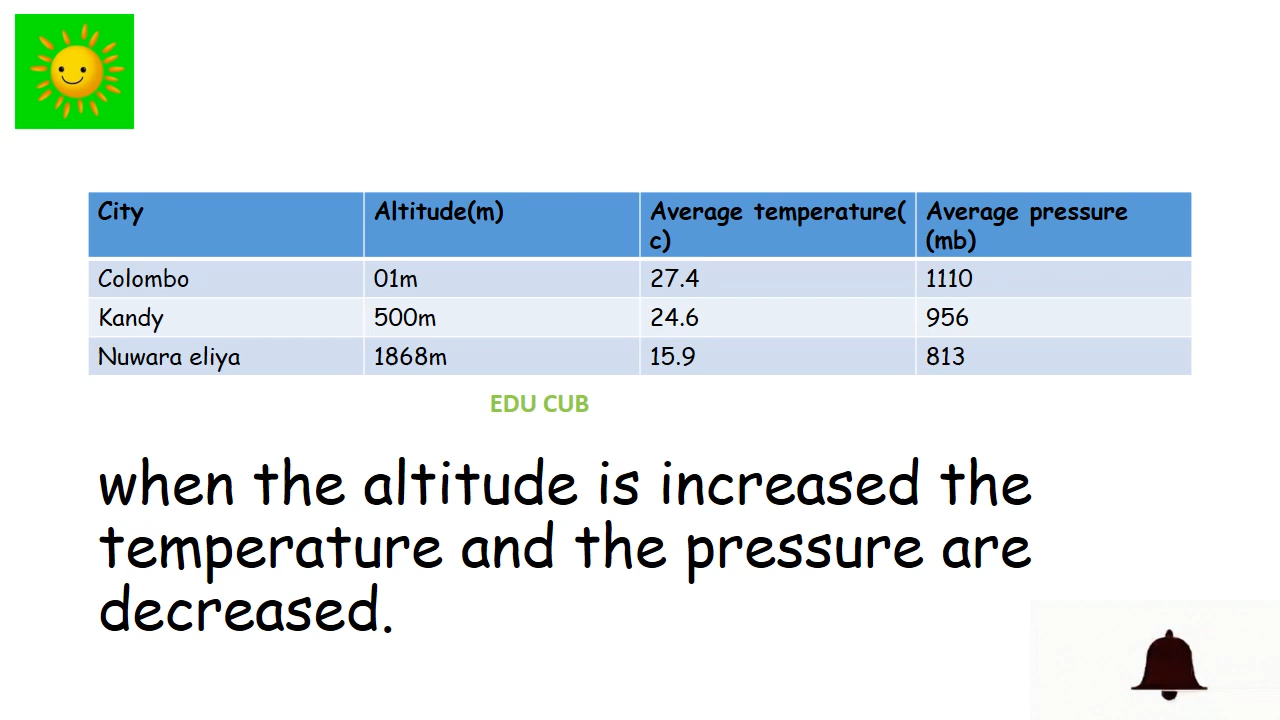 City Altitude(m) Average temperature( Average pressure
c) (mb)
Colombo 01m 27.4 1110
Kandy 500m 24.6 956
Nuwara eliya 1868m 15.9 813
EDU CUB
when the altitude is increased the
temperature and the pressure are
decreased.